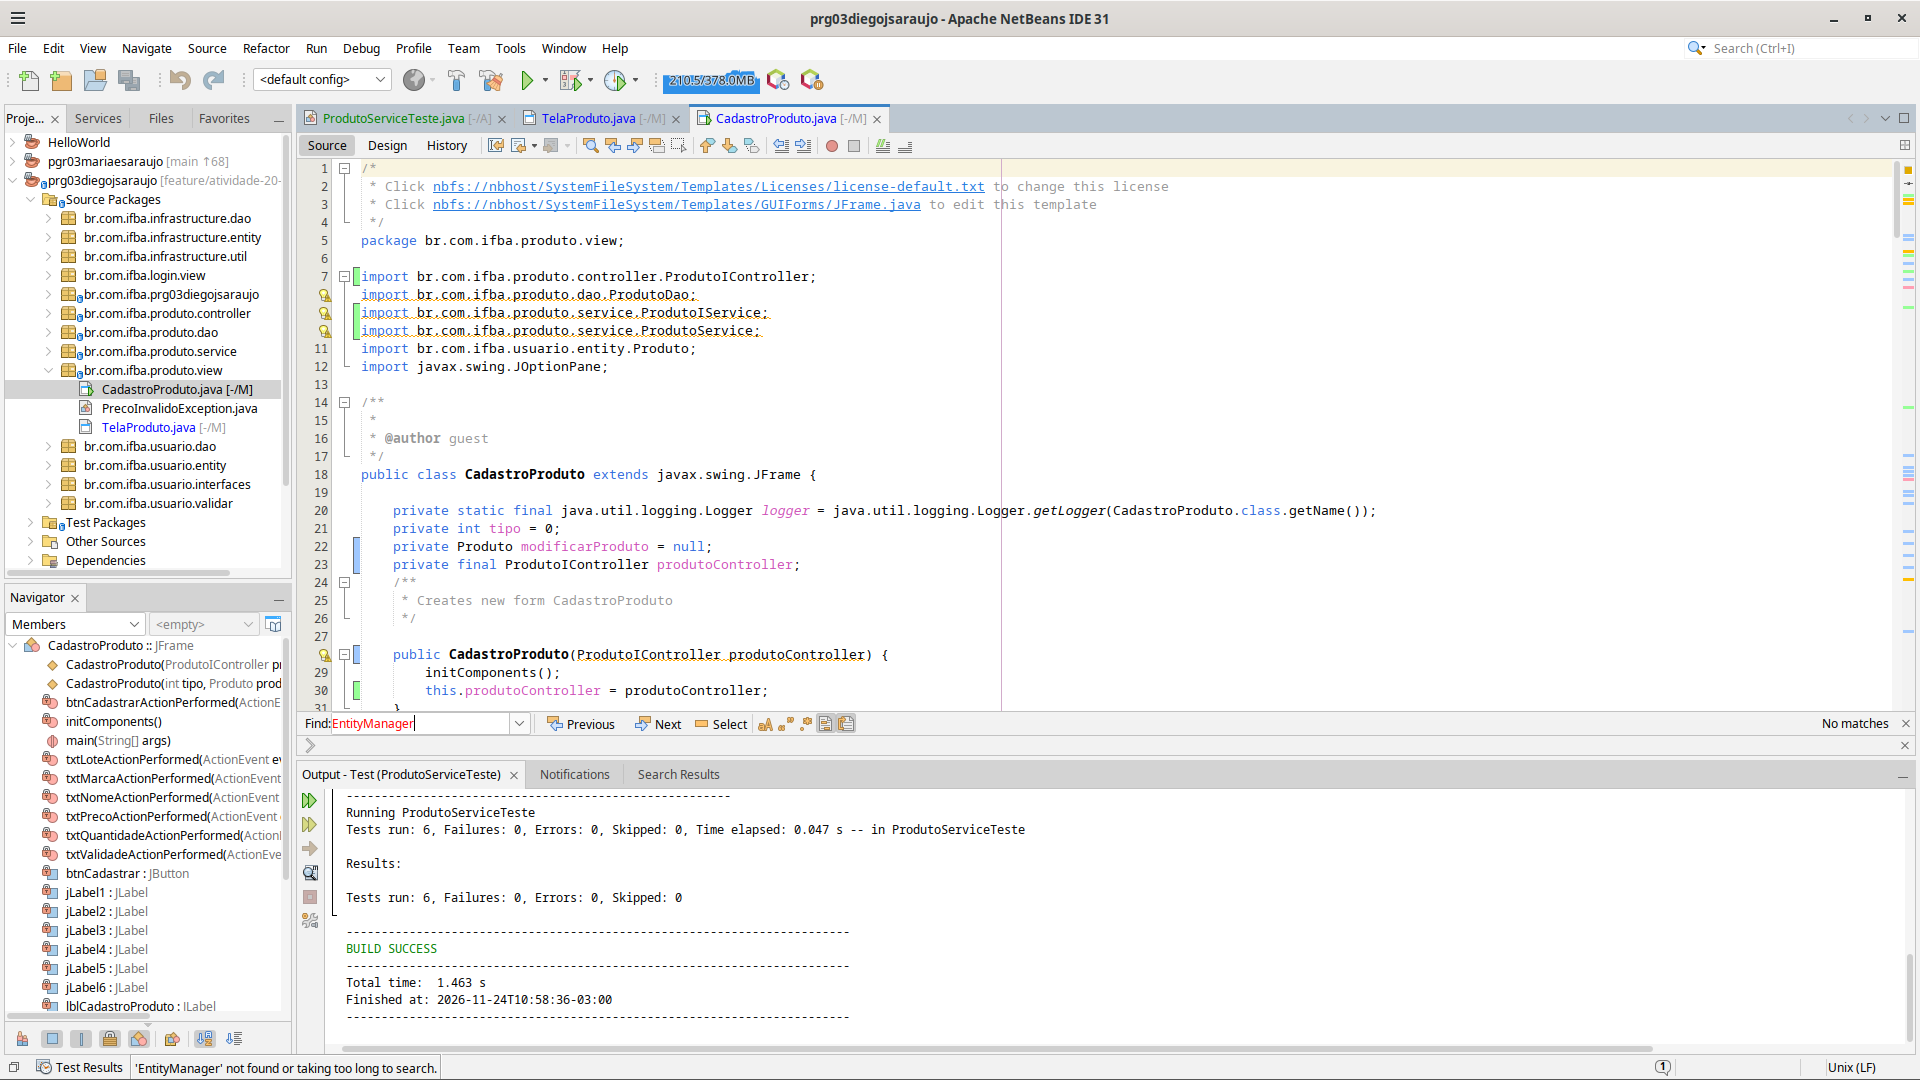 prg03diegojsaraujo - Apache NetBeans IDE 31
File Edit View Navigate Source Refactor Run Debug Profile Team Tools Window Help
Search (Ctrl+I)
<default config>
210.5/378.0MB
Proje... Services Files Favorites
HelloWorld
pgr03mariaesaraujo [main ↑68]
prg03diegojsaraujo [feature/atividade-20-
Source Packages
br.com.ifba.infrastructure.dao
br.com.ifba.infrastructure.entity
br.com.ifba.infrastructure.util
br.com.ifba.login.view
br.com.ifba.prg03diegojsaraujo
br.com.ifba.produto.controller
br.com.ifba.produto.dao
br.com.ifba.produto.service
br.com.ifba.produto.view
CadastroProduto.java [-/M]
PrecoInvalidoException.java
TelaProduto.java [-/M]
br.com.ifba.usuario.dao
br.com.ifba.usuario.entity
br.com.ifba.usuario.interfaces
br.com.ifba.usuario.validar
Test Packages
Other Sources
Dependencies
Navigator
Members <empty>
CadastroProduto :: JFrame
CadastroProduto(ProdutoIController pr
CadastroProduto(int tipo, Produto prod
btnCadastrarActionPerformed(ActionE
initComponents()
main(String[] args)
txtLoteActionPerformed(ActionEvent ev
txtMarcaActionPerformed(ActionEvent
txtNomeActionPerformed(ActionEvent
txtPrecoActionPerformed(ActionEvent
txtQuantidadeActionPerformed(Action
txtValidadeActionPerformed(ActionEve
btnCadastrar : JButton
jLabel1 : JLabel
jLabel2 : JLabel
jLabel3 : JLabel
jLabel4 : JLabel
jLabel5 : JLabel
jLabel6 : JLabel
lblCadastroProduto : JLabel
ProdutoServiceTeste.java [-/A] TelaProduto.java [-/M] CadastroProduto.java [-/M]
Source Design History
1 /*
2 * Click nbfs://nbhost/SystemFileSystem/Templates/Licenses/license-default.txt to change this license
3 * Click nbfs://nbhost/SystemFileSystem/Templates/GUIForms/JFrame.java to edit this template
4 */
5 package br.com.ifba.produto.view;
6
7 import br.com.ifba.produto.controller.ProdutoIController;
import br.com.ifba.produto.dao.ProdutoDao;
import br.com.ifba.produto.service.ProdutoIService;
import br.com.ifba.produto.service.ProdutoService;
11 import br.com.ifba.usuario.entity.Produto;
12 import javax.swing.JOptionPane;
13
14 /**
15 *
16 * @author guest
17 */
18 public class CadastroProduto extends javax.swing.JFrame {
19
20 private static final java.util.logging.Logger logger = java.util.logging.Logger.getLogger(CadastroProduto.class.getName());
21 private int tipo = 0;
22 private Produto modificarProduto = null;
23 private final ProdutoIController produtoController;
24 /**
25 * Creates new form CadastroProduto
26 */
27
public CadastroProduto(ProdutoIController produtoController) {
29 initComponents();
30 this.produtoController = produtoController;
31 }
Find: EntityManager Previous Next Select No matches
Output - Test (ProdutoServiceTeste) Notifications Search Results
-------------------------------------------------------
Running ProdutoServiceTeste
Tests run: 6, Failures: 0, Errors: 0, Skipped: 0, Time elapsed: 0.047 s -- in ProdutoServiceTeste
Results:
Tests run: 6, Failures: 0, Errors: 0, Skipped: 0
------------------------------------------------------------------------
BUILD SUCCESS
------------------------------------------------------------------------
Total time:  1.463 s
Finished at: 2026-11-24T10:58:36-03:00
------------------------------------------------------------------------
Test Results 'EntityManager' not found or taking too long to search. 1 Unix (LF)